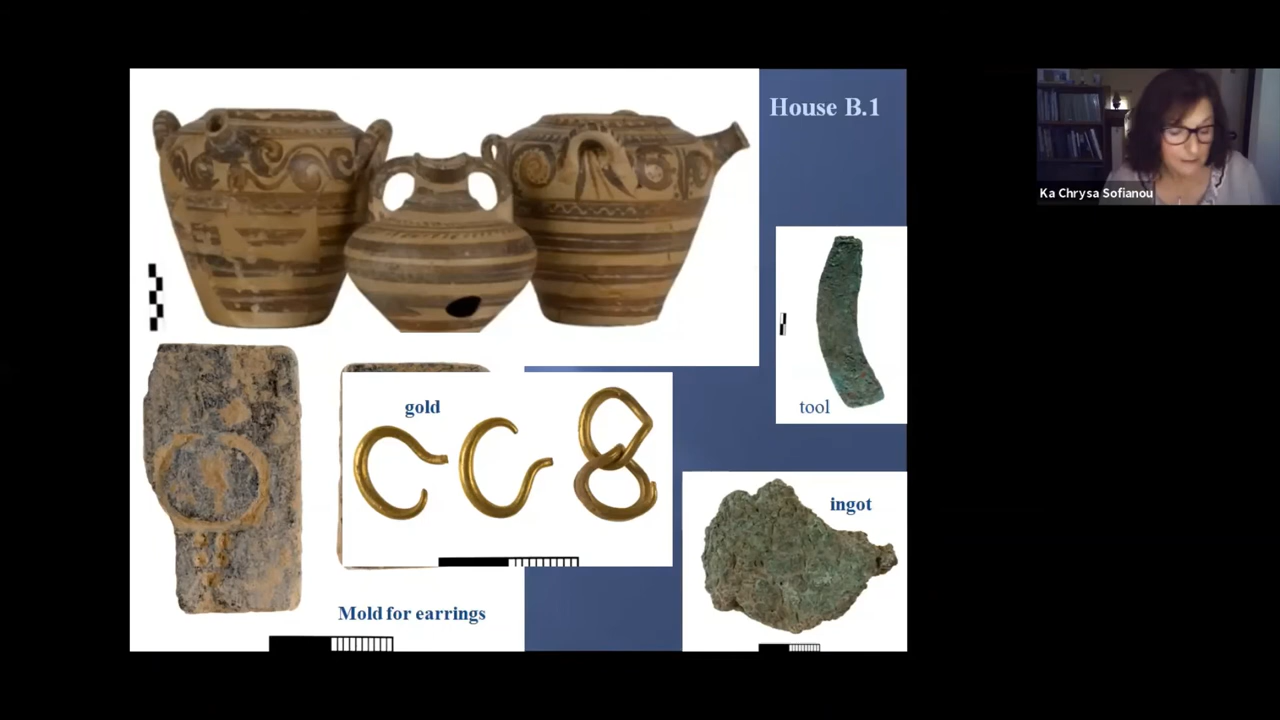 House B.1
Ka Chrysa Sofianou
tool
gold
ingot
Mold for earrings